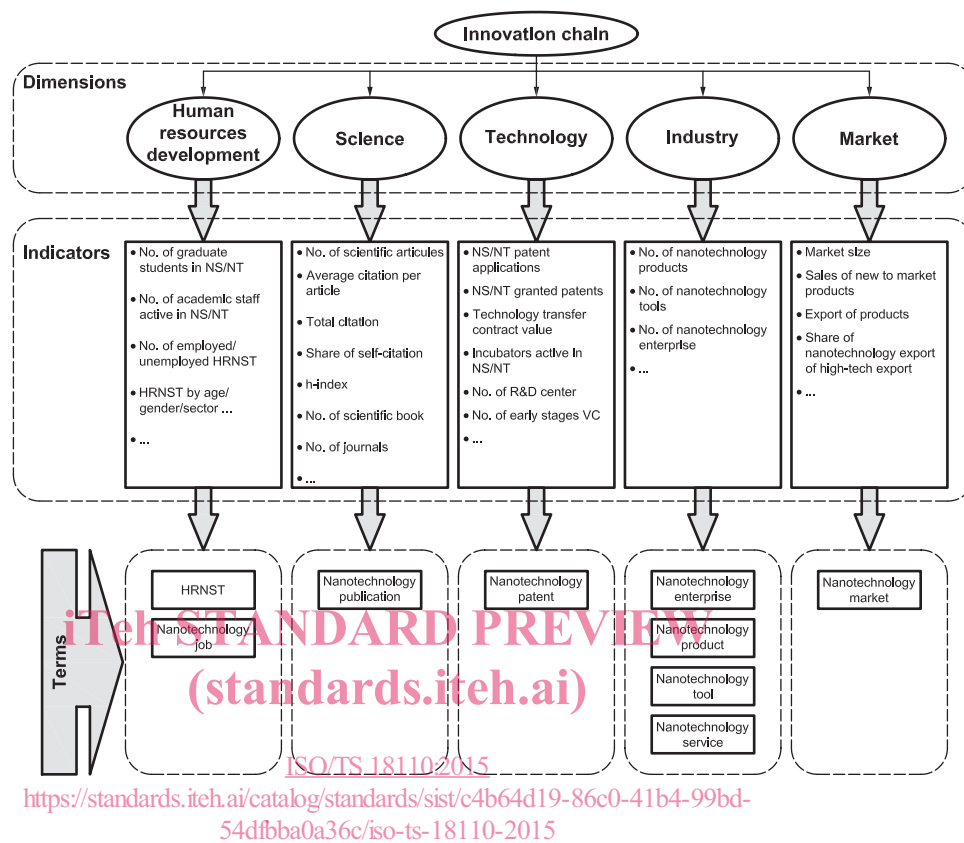 Innovation chain
Dimensions
Human
resources
development
Science
Technology
Industry
Market
Indicators
• No. of graduate
students in NS/NT
• No. of academic staff
active in NS/NT
• No. of employed/
unemployed HRNST
• HRNST by age/
gender/sector ...
• ...
• No. of scientific articules
• Average citation per
article
• Total citation
• Share of self-citation
• h-index
• No. of scientific book
• No. of journals
• ...
• NS/NT patent
applications
• NS/NT granted patents
• Technology transfer
contract value
• Incubators active in
NS/NT
• No. of R&D center
• No. of early stages VC
• ...
• No. of nanotechnology
products
• No. of nanotechnology
tools
• No. of nanotechnology
enterprise
• ...
• Market size
• Sales of new to market
products
• Export of products
• Share of
nanotechnology export
of high-tech export
• ...
Terms
HRNST
Nanotechnology
job
Nanotechnology
publication
Nanotechnology
patent
Nanotechnology
enterprise
Nanotechnology
product
Nanotechnology
tool
Nanotechnology
service
Nanotechnology
market
iTeh STANDARD PREVIEW
(standards.iteh.ai)
ISO/TS 18110:2015
https://standards.iteh.ai/catalog/standards/sist/c4b64d19-86c0-41b4-99bd-
54dfbba0a36c/iso-ts-18110-2015